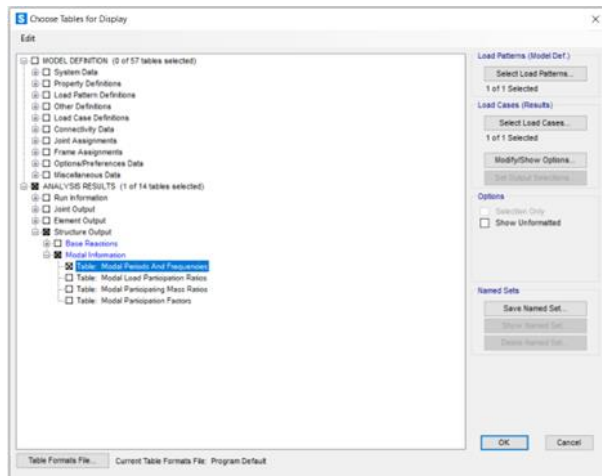 Choose Tables for Display
Edit
MODEL DEFINITION (0 of 57 tables selected)
System Data
Property Definitions
Load Pattern Definitions
Other Definitions
Load Case Definitions
Connectivity Data
Joint Assignments
Frame Assignments
Options/Preferences Data
Miscellaneous Data
ANALYSIS RESULTS (1 of 14 tables selected)
Run Information
Joint Output
Element Output
Structure Output
Base Reactions
Modal Information
Table: Modal Periods And Frequencies
Table: Modal Load Participation Ratios
Table: Modal Participating Mass Ratios
Table: Modal Participation Factors
Load Patterns (Model Def.)
Select Load Patterns...
1 of 1 Selected
Load Cases (Results)
Select Load Cases...
1 of 1 Selected
Modify/Show Options...
Set Output Selections...
Options
Selection Only
Show Unformatted
Named Sets
Save Named Set...
Show Named Set...
Delete Named Set...
OK
Cancel
Table Formats File...
Current Table Formats File: Program Default